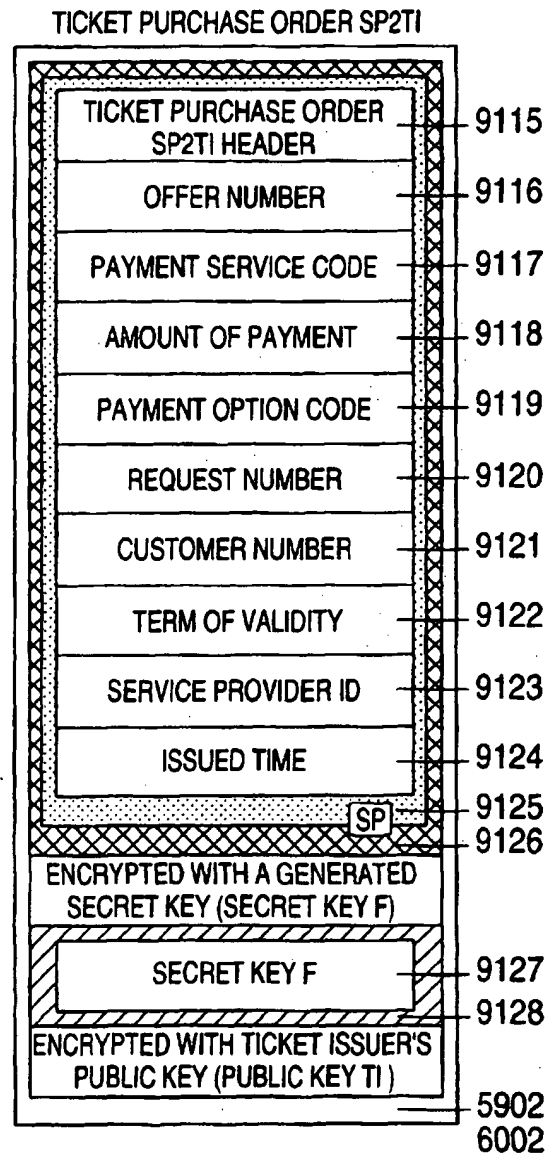 TICKET PURCHASE ORDER SP2TI
TICKET PURCHASE ORDER
SP2TI HEADER
9115
OFFER NUMBER
9116
PAYMENT SERVICE CODE
9117
AMOUNT OF PAYMENT
9118
PAYMENT OPTION CODE
9119
REQUEST NUMBER
9120
CUSTOMER NUMBER
9121
TERM OF VALIDITY
9122
SERVICE PROVIDER ID
9123
ISSUED TIME
9124
SP
9125
9126
ENCRYPTED WITH A GENERATED
SECRET KEY (SECRET KEY F)
SECRET KEY F
9127
9128
ENCRYPTED WITH TICKET ISSUER'S
PUBLIC KEY (PUBLIC KEY TI )
5902
6002